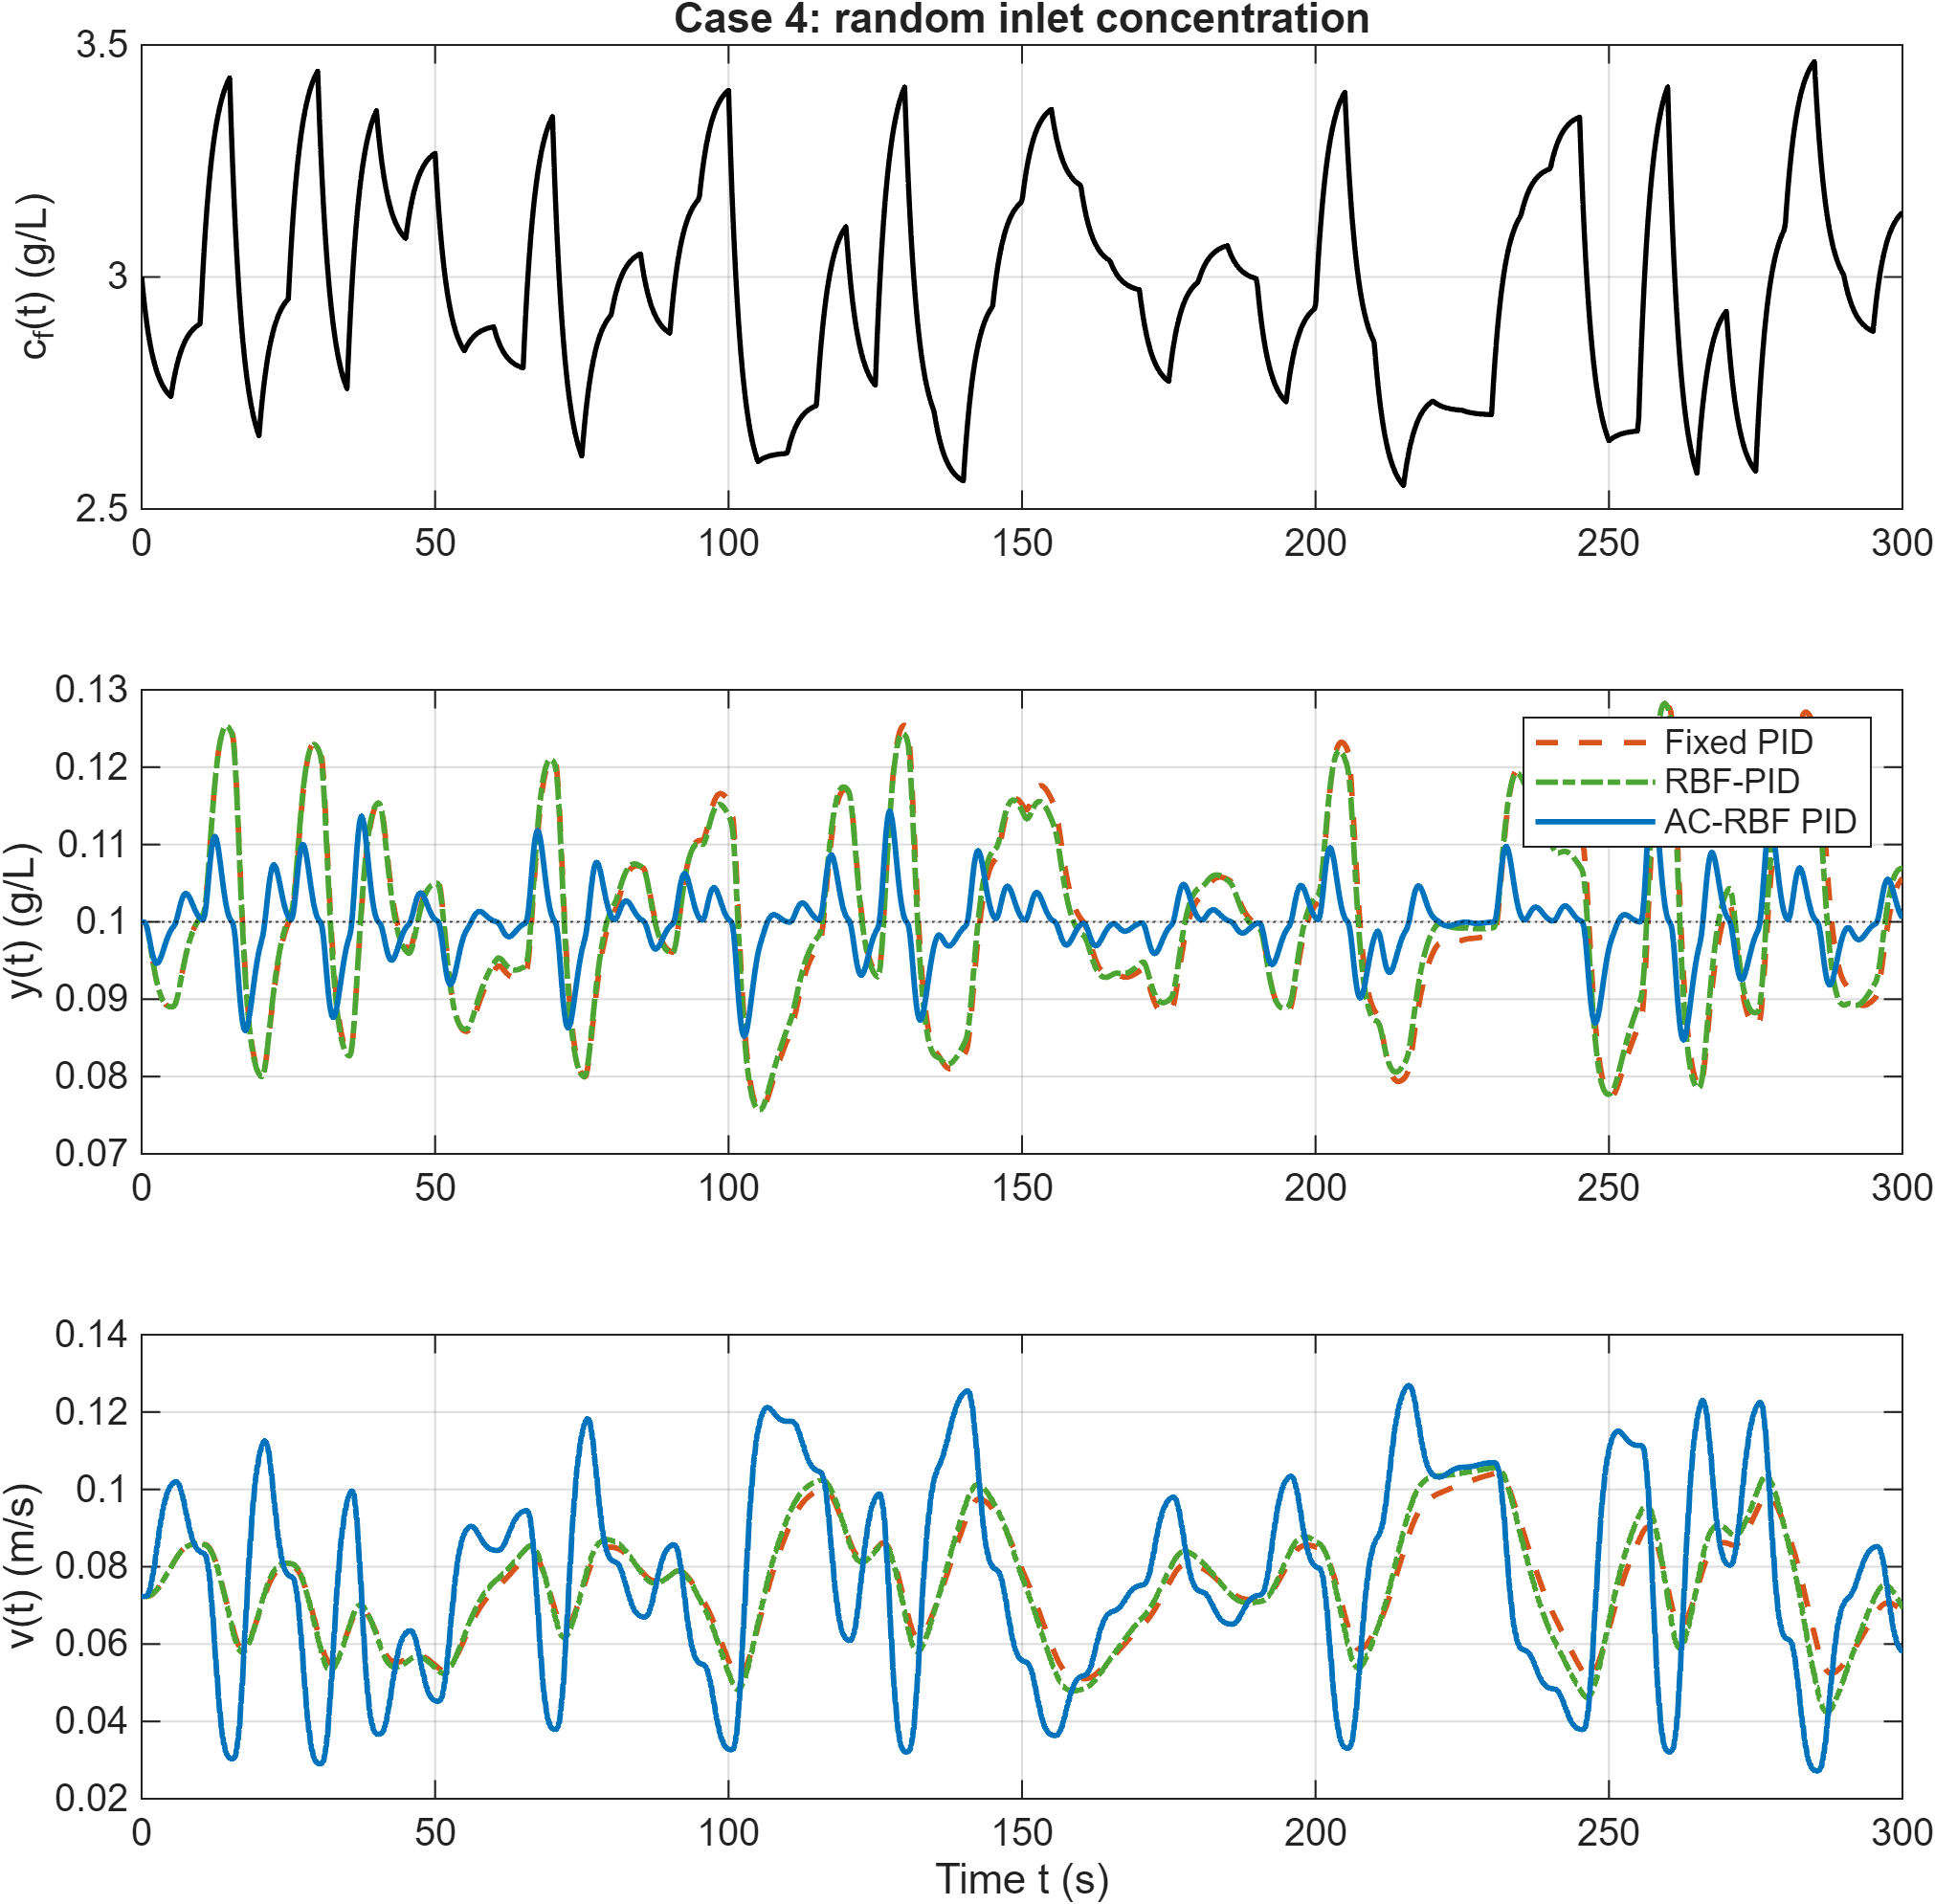 Case 4: random inlet concentration
3.5
3
2.5
c_f(t) (g/L)
0 50 100 150 200 250 300
0.13
0.12
0.11
0.1
0.09
0.08
0.07
y(t) (g/L)
Fixed PID
RBF-PID
AC-RBF PID
0 50 100 150 200 250 300
0.14
0.12
0.1
0.08
0.06
0.04
0.02
v(t) (m/s)
0 50 100 150 200 250 300
Time t (s)